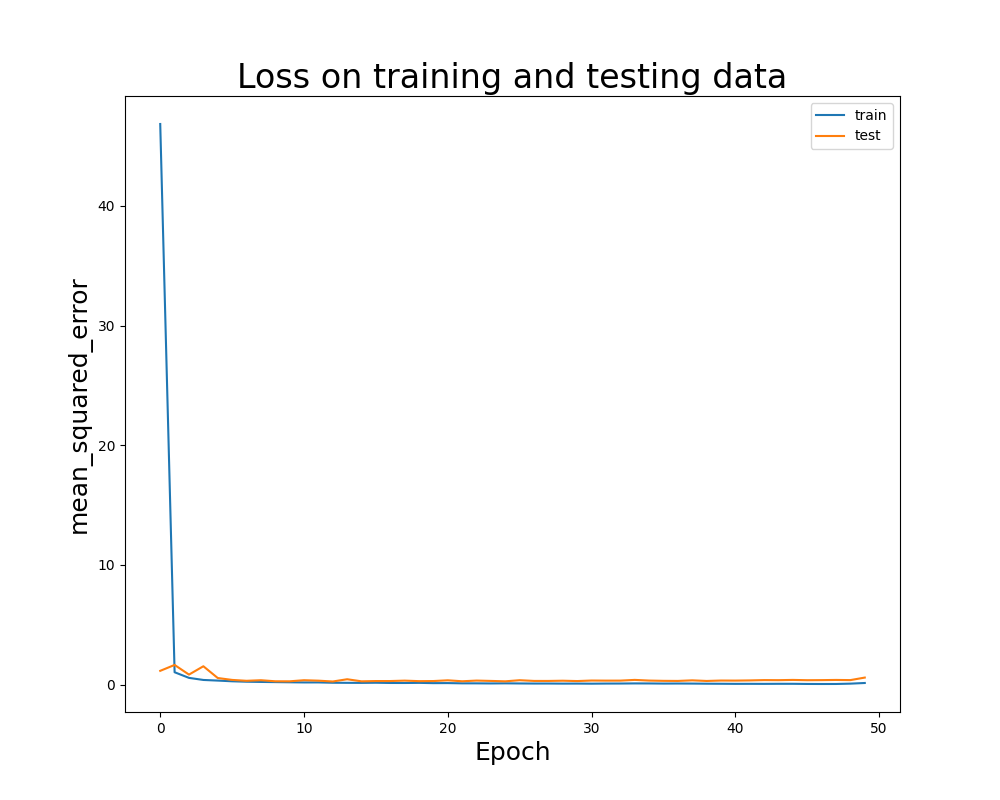 Loss on training and testing data
train
test
mean_squared_error
40
30
20
10
0
0 10 20 30 40 50
Epoch